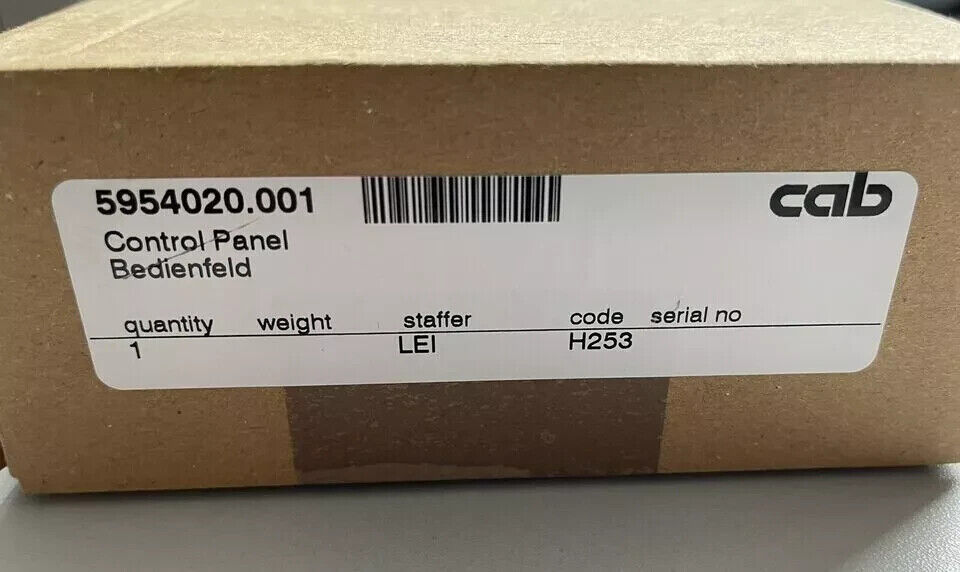 5954020.001
cab
Control Panel
Bedienfeld
quantity weight staffer code serial no
1 LEI H253